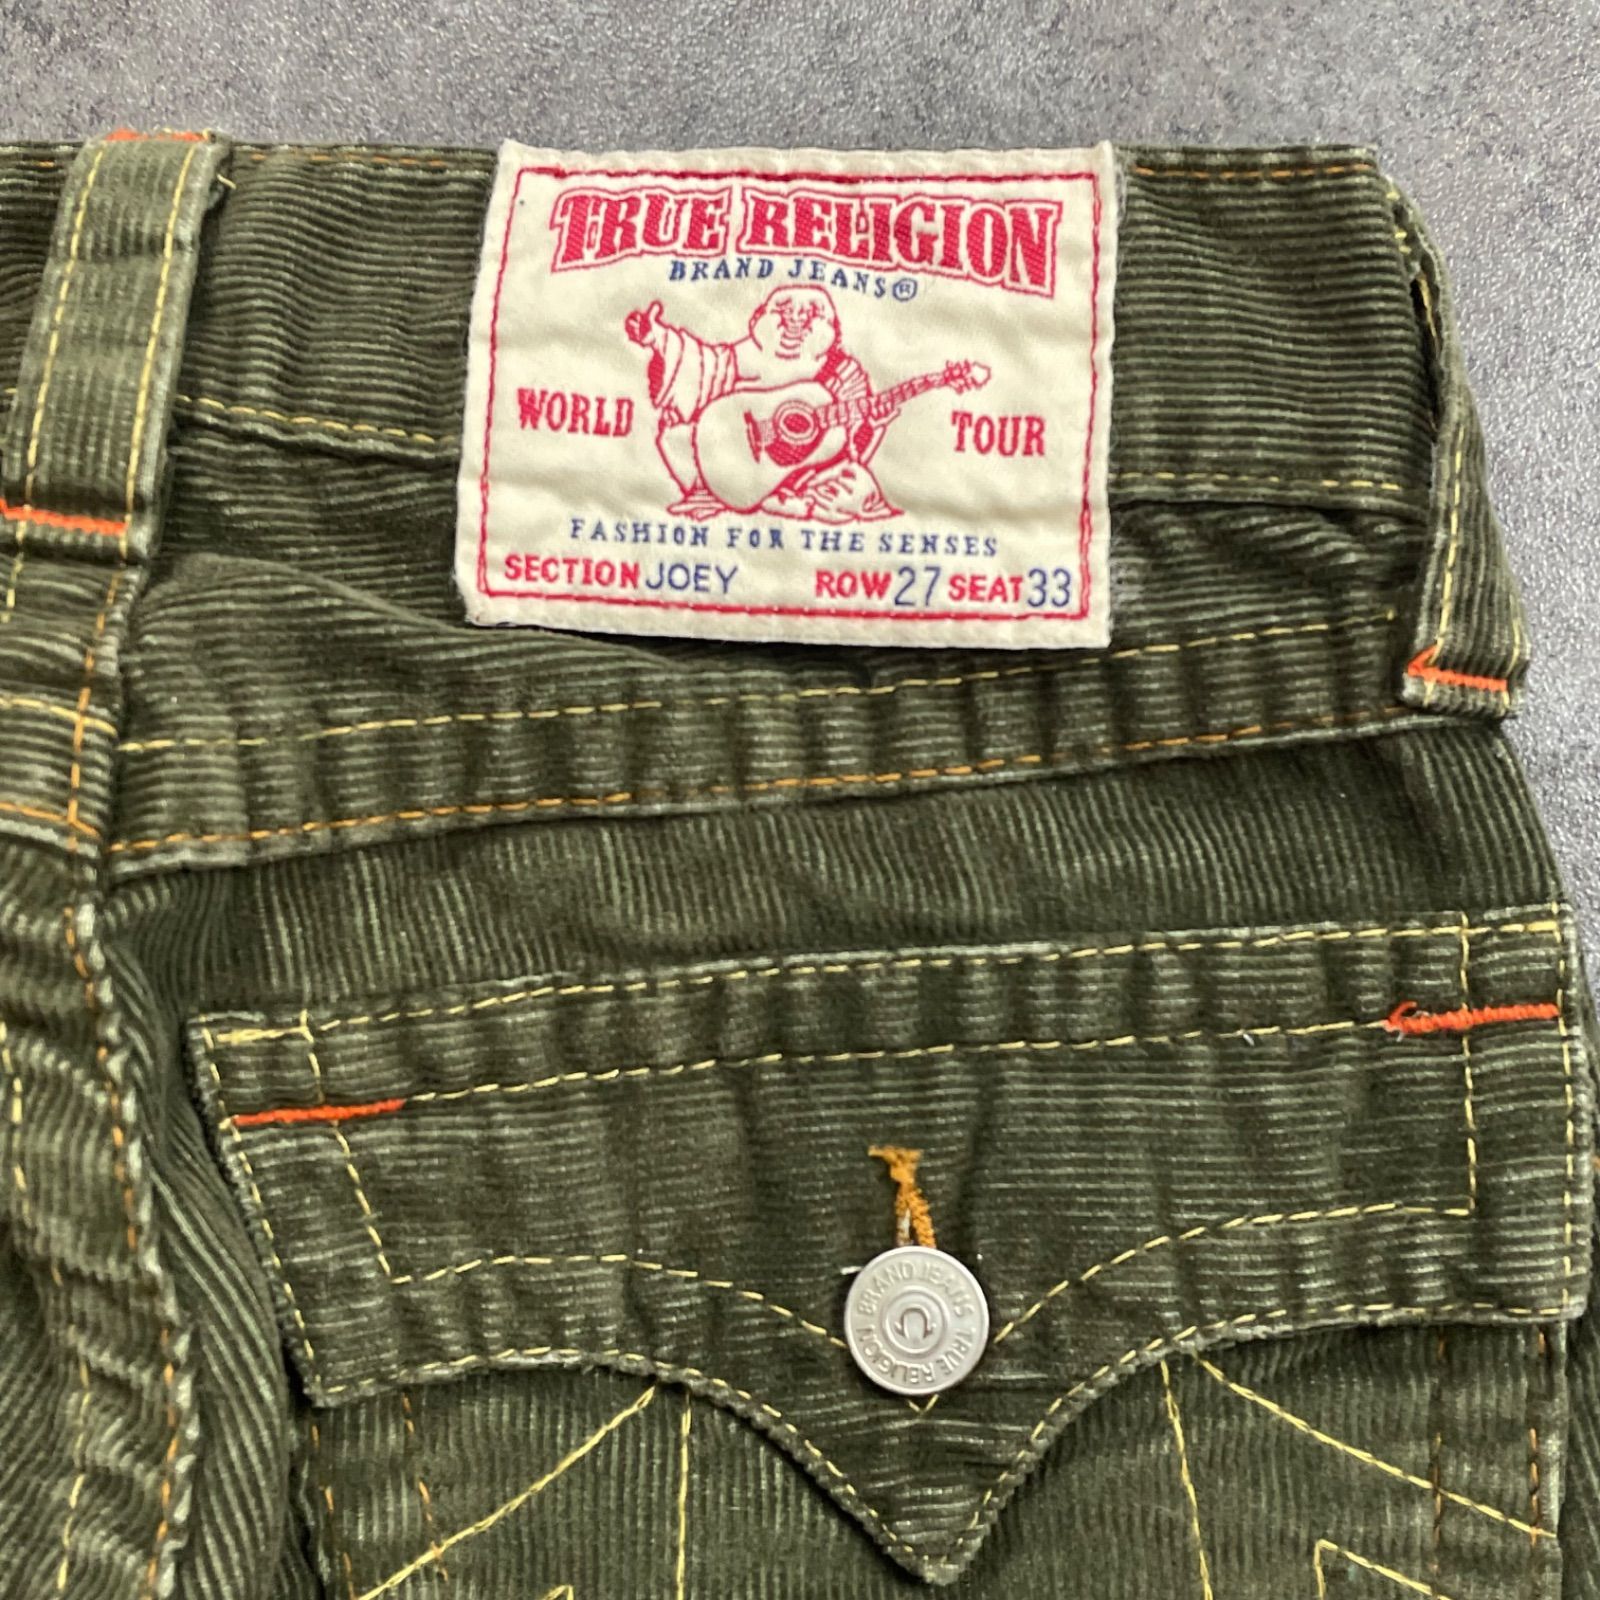 TRUE RELIGION
BRAND JEANS®
WORLD TOUR
FASHION FOR THE SENSES
SECTION JOEY ROW 27 SEAT 33
TRUE RELIGION BRAND JEANS